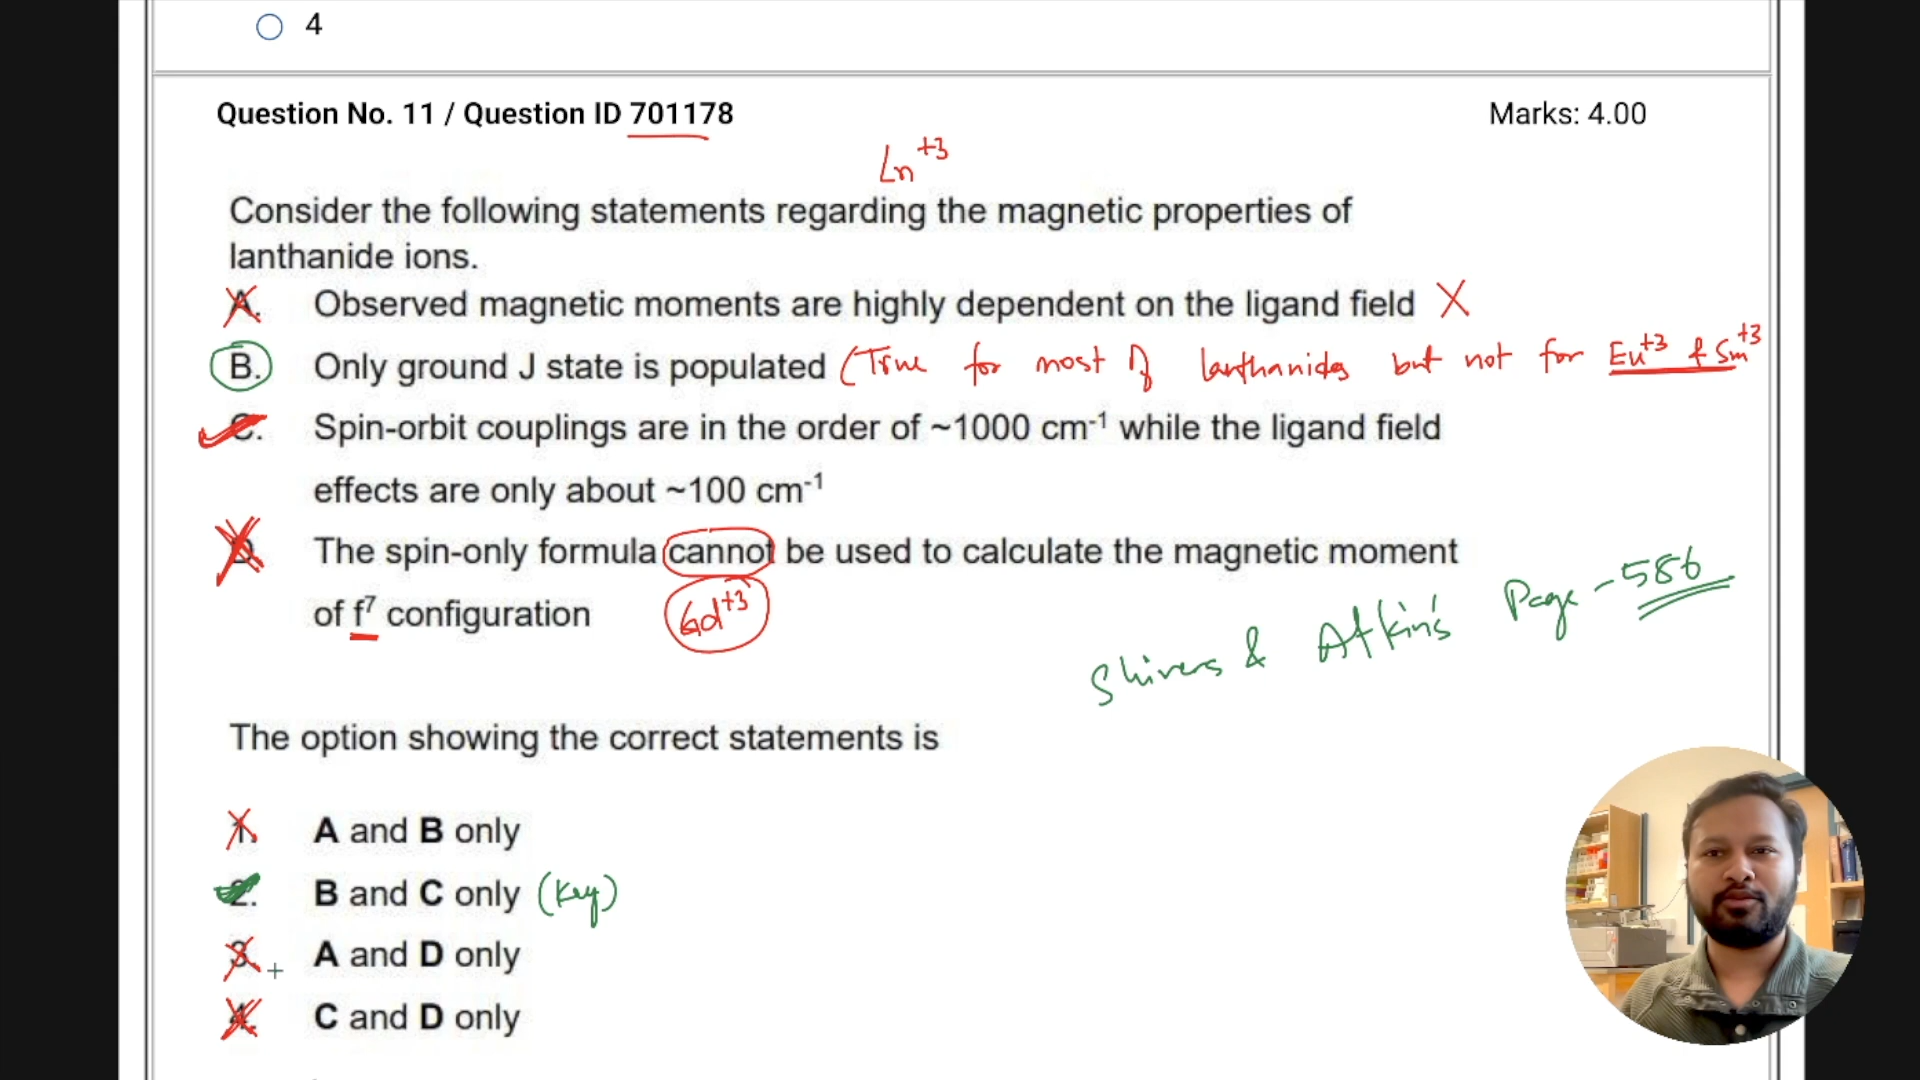 4
Question No. 11 / Question ID 701178 Marks: 4.00
Ln+3
Consider the following statements regarding the magnetic properties of
lanthanide ions.
A. Observed magnetic moments are highly dependent on the ligand field X
B. Only ground J state is populated (True for most of lanthanides but not for Eu+3 & Sm+3
C. Spin-orbit couplings are in the order of ~1000 cm-1 while the ligand field
effects are only about ~100 cm-1
D. The spin-only formula cannot be used to calculate the magnetic moment
of f7 configuration Gd+3
Shivers & Atkin's Page - 586
The option showing the correct statements is
1. A and B only
2. B and C only (Key)
3. A and D only
4. C and D only